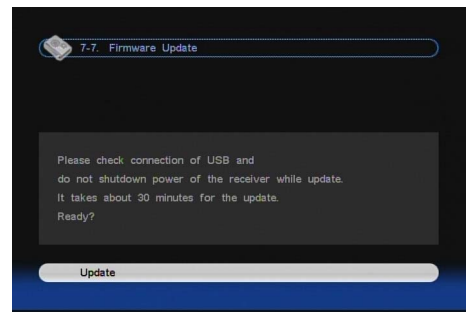 7-7. Firmware Update
Please check connection of USB and
do not shutdown power of the receiver while update.
It takes about 30 minutes for the update.
Ready?
Update